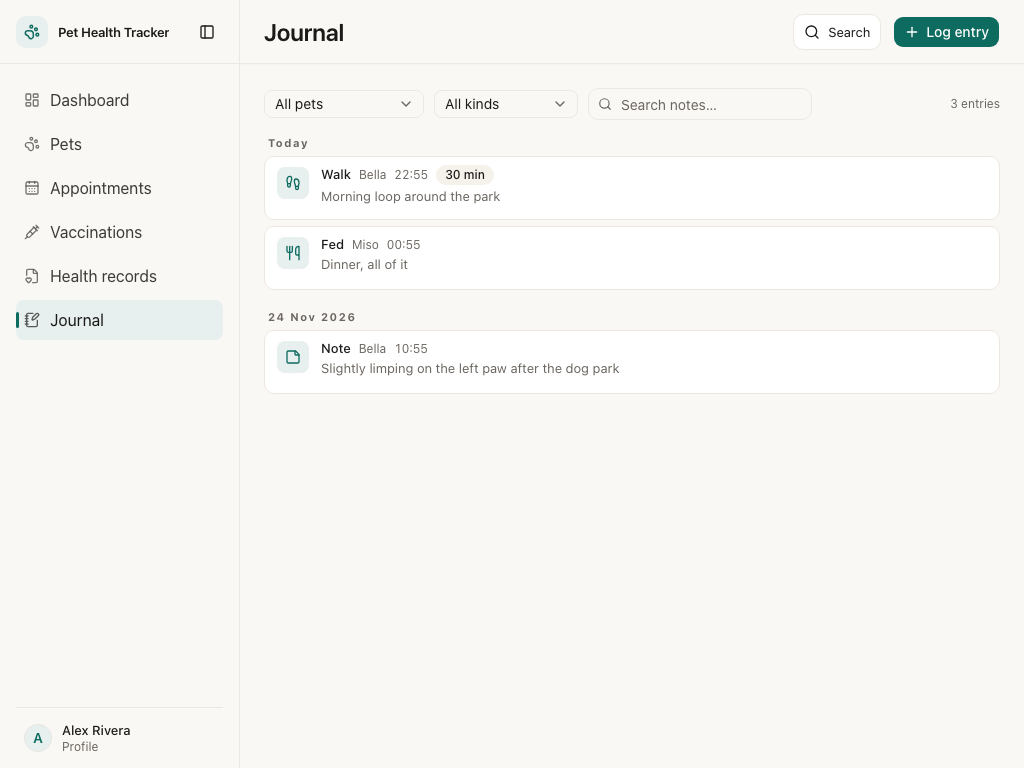 Pet Health Tracker
Dashboard
Pets
Appointments
Vaccinations
Health records
Journal
A
Alex Rivera
Profile
Journal
Search
Log entry
All pets
All kinds
Search notes...
3 entries
Today
Walk Bella 22:55 30 min
Morning loop around the park
Fed Miso 00:55
Dinner, all of it
24 Nov 2026
Note Bella 10:55
Slightly limping on the left paw after the dog park